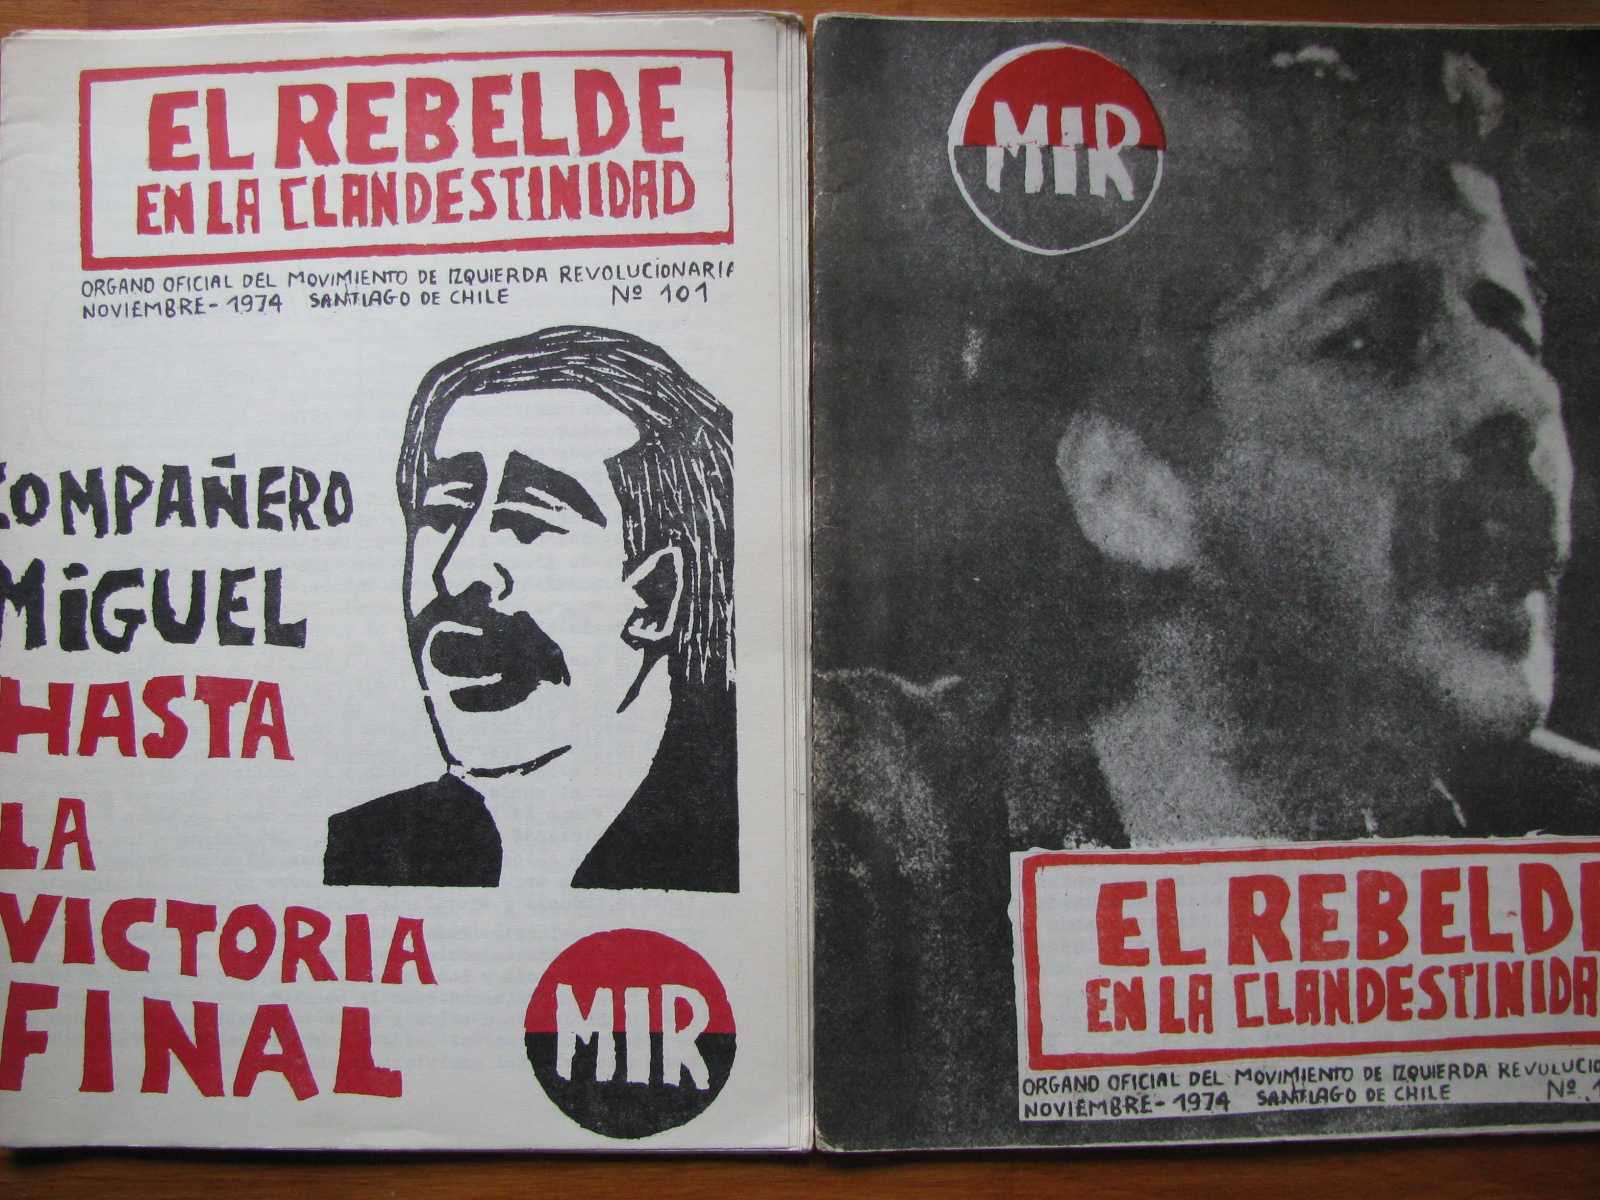 EL REBELDE
EN LA CLANDESTINIDAD
ORGANO OFICIAL DEL MOVIMIENTO DE IZQUIERDA REVOLUCIONARIA
NOVIEMBRE - 1974 SANTIAGO DE CHILE Nº 101
COMPAÑERO
MiGUEL
HASTA
LA
VICTORIA
FINAL
MIR
MIR
EL REBELDE
EN LA CLANDESTINIDA
ORGANO OFICIAL DEL MOVIMIENTO DE IZQUIERDA REVOLUCIO
NOVIEMBRE - 1974 SANTIAGO DE CHILE Nº 1